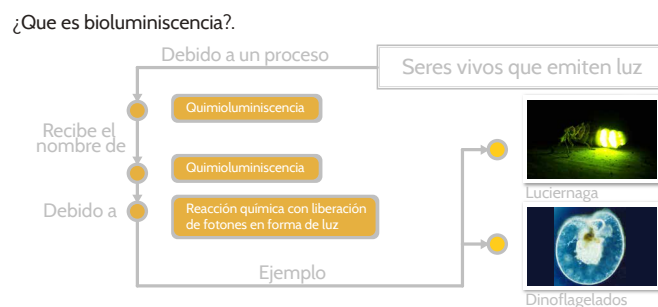 ¿Que es bioluminiscencia?.
Debido a un proceso
Seres vivos que emiten luz
Quimioluminiscencia
Recibe el
nombre de
Quimioluminiscencia
Debido a
Reacción química con liberación
de fotones en forma de luz
Luciernaga
Ejemplo
Dinoflagelados